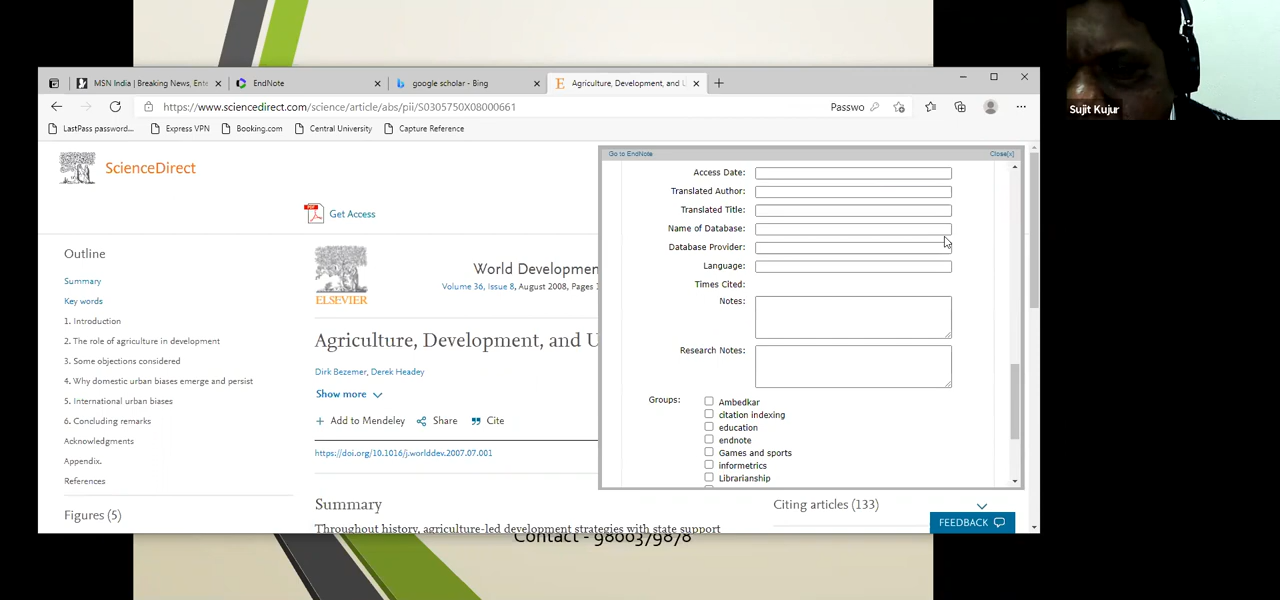 MSN India | Breaking News, Ente
EndNote
google scholar - Bing
Agriculture, Development, and U
https://www.sciencedirect.com/science/article/abs/pii/S0305750X08000661
Passwo
LastPass password...
Express VPN
Booking.com
Central University
Capture Reference
Sujit Kujur
ScienceDirect
Get Access
Outline
Summary
Key words
1. Introduction
2. The role of agriculture in development
3. Some objections considered
4. Why domestic urban biases emerge and persist
5. International urban biases
6. Concluding remarks
Acknowledgments
Appendix.
References
Figures (5)
ELSEVIER
World Developmen
Volume 36, Issue 8, August 2008, Pages 1
Agriculture, Development, and U
Dirk Bezemer, Derek Headey
Show more
Add to Mendeley
Share
Cite
https://doi.org/10.1016/j.worlddev.2007.07.001
Summary
Throughout history, agriculture-led development strategies with state support
Go to EndNote
Close[x]
Access Date:
Translated Author:
Translated Title:
Name of Database:
Database Provider:
Language:
Times Cited:
Notes:
Research Notes:
Groups:
Ambedkar
citation indexing
education
endnote
Games and sports
informetrics
Librarianship
Citing articles (133)
FEEDBACK
Contact - 9800379878